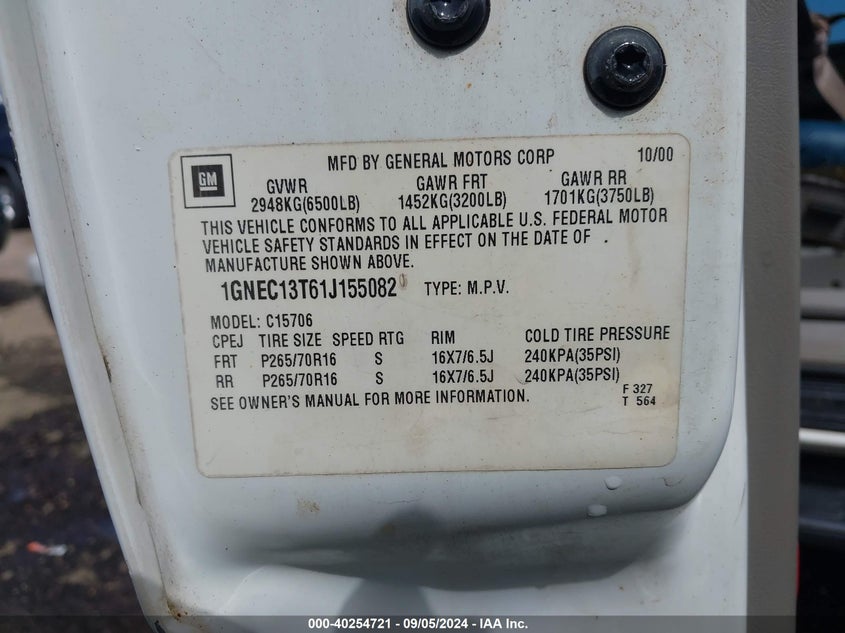 GM
MFD BY GENERAL MOTORS CORP 10/00
GVWR GAWR FRT GAWR RR
2948KG(6500LB) 1452KG(3200LB) 1701KG(3750LB)
THIS VEHICLE CONFORMS TO ALL APPLICABLE U.S. FEDERAL MOTOR
VEHICLE SAFETY STANDARDS IN EFFECT ON THE DATE OF
MANUFACTURE SHOWN ABOVE.
1GNEC13T61J155082 TYPE: M.P.V.
MODEL: C15706
CPEJ TIRE SIZE SPEED RTG RIM COLD TIRE PRESSURE
FRT P265/70R16 S 16X7/6.5J 240KPA(35PSI)
RR P265/70R16 S 16X7/6.5J 240KPA(35PSI)
SEE OWNER'S MANUAL FOR MORE INFORMATION.
F 327
T 564
000-40254721 - 09/05/2024 - IAA Inc.